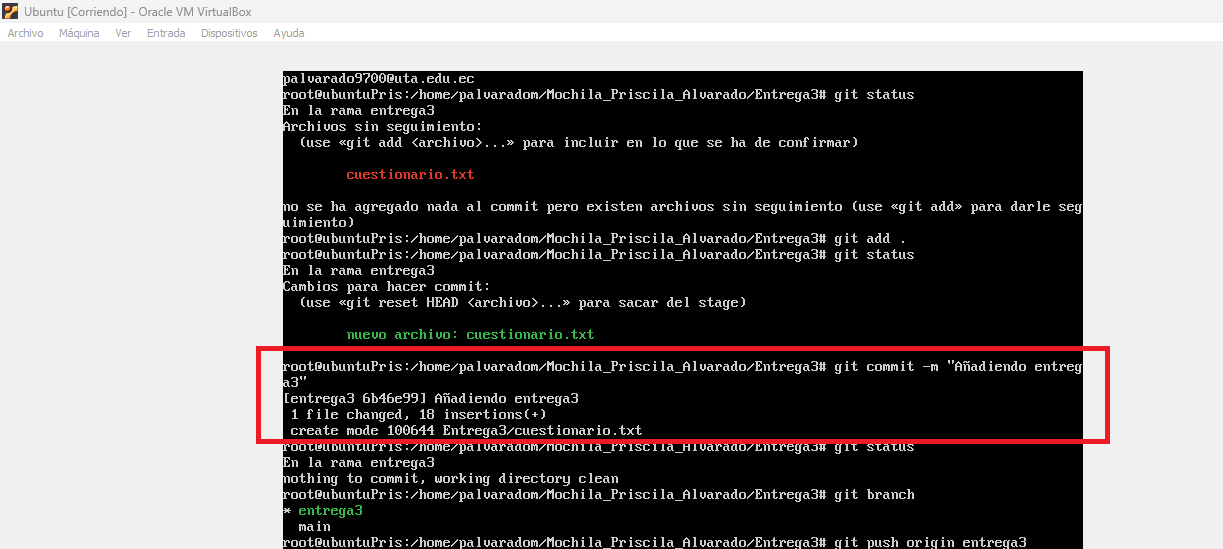 Ubuntu [Corriendo] - Oracle VM VirtualBox
Archivo Máquina Ver Entrada Dispositivos Ayuda
palvarado9700@uta.edu.ec
root@ubuntuPris:/home/palvaradom/Mochila_Priscila_Alvarado/Entrega3# git status
En la rama entrega3
Archivos sin seguimiento:
  (use «git add <archivo>...» para incluir en lo que se ha de confirmar)
        cuestionario.txt
no se ha agregado nada al commit pero existen archivos sin seguimiento (use «git add» para darle seg
uimiento)
root@ubuntuPris:/home/palvaradom/Mochila_Priscila_Alvarado/Entrega3# git add .
root@ubuntuPris:/home/palvaradom/Mochila_Priscila_Alvarado/Entrega3# git status
En la rama entrega3
Cambios para hacer commit:
  (use «git reset HEAD <archivo>...» para sacar del stage)
        nuevo archivo: cuestionario.txt
root@ubuntuPris:/home/palvaradom/Mochila_Priscila_Alvarado/Entrega3# git commit -m "Añadiendo entreg
a3"
[entrega3 6b46e99] Añadiendo entrega3
 1 file changed, 18 insertions(+)
 create mode 100644 Entrega3/cuestionario.txt
root@ubuntuPris:/home/palvaradom/Mochila_Priscila_Alvarado/Entrega3# git status
En la rama entrega3
nothing to commit, working directory clean
root@ubuntuPris:/home/palvaradom/Mochila_Priscila_Alvarado/Entrega3# git branch
* entrega3
  main
root@ubuntuPris:/home/palvaradom/Mochila_Priscila_Alvarado/Entrega3# git push origin entrega3